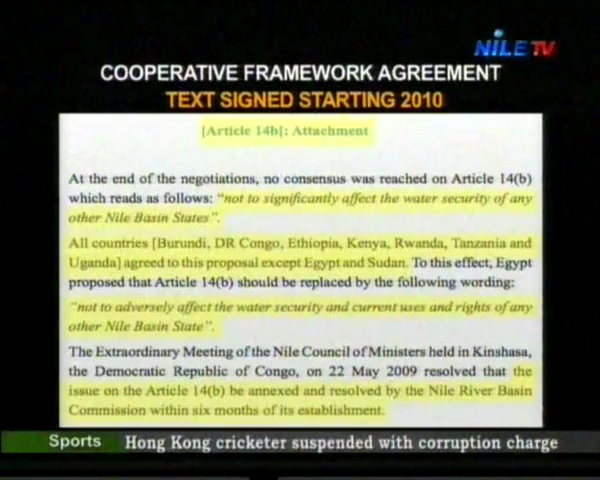 NiLE TV
COOPERATIVE FRAMEWORK AGREEMENT
TEXT SIGNED STARTING 2010
[Article 14b]: Attachment
At the end of the negotiations, no consensus was reached on Article 14(b)
which reads as follows: "not to significantly affect the water security of any
other Nile Basin States".
All countries [Burundi, DR Congo, Ethiopia, Kenya, Rwanda, Tanzania and
Uganda] agreed to this proposal except Egypt and Sudan. To this effect, Egypt
proposed that Article 14(b) should be replaced by the following wording:
"not to adversely affect the water security and current uses and rights of any
other Nile Basin State".
The Extraordinary Meeting of the Nile Council of Ministers held in Kinshasa,
the Democratic Republic of Congo, on 22 May 2009 resolved that the
issue on the Article 14(b) be annexed and resolved by the Nile River Basin
Commission within six months of its establishment.
Sports Hong Kong cricketer suspended with corruption charge